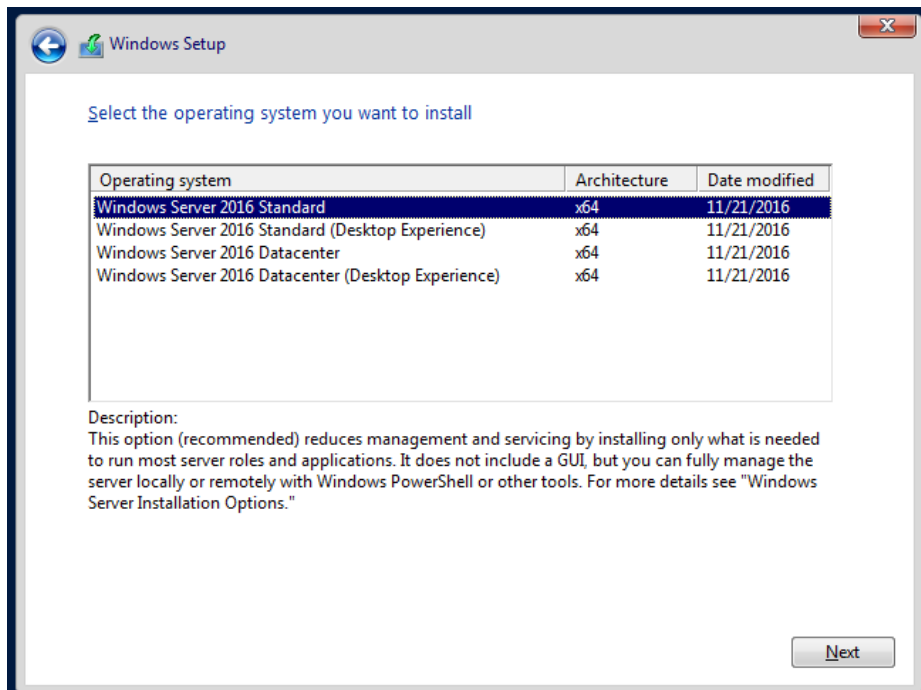 Windows Setup
Select the operating system you want to install
Operating system Architecture Date modified
Windows Server 2016 Standard x64 11/21/2016
Windows Server 2016 Standard (Desktop Experience) x64 11/21/2016
Windows Server 2016 Datacenter x64 11/21/2016
Windows Server 2016 Datacenter (Desktop Experience) x64 11/21/2016
Description:
This option (recommended) reduces management and servicing by installing only what is needed
to run most server roles and applications. It does not include a GUI, but you can fully manage the
server locally or remotely with Windows PowerShell or other tools. For more details see "Windows
Server Installation Options."
Next